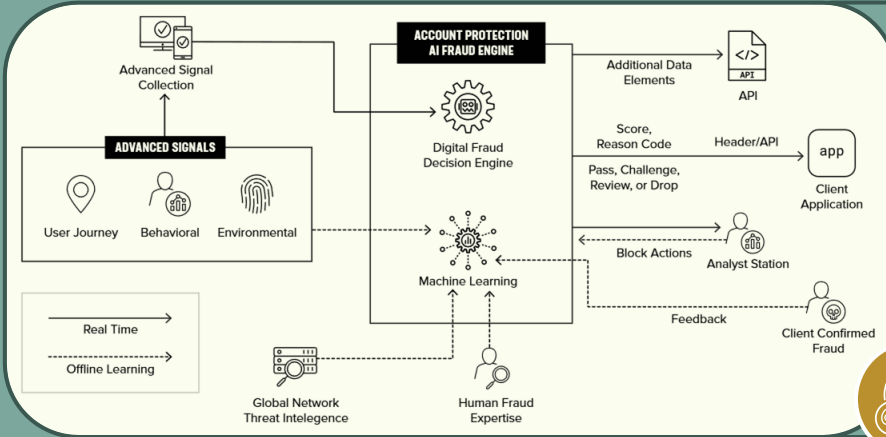 Advanced Signal
Collection
ADVANCED SIGNALS
User Journey
Behavioral
Environmental
Real Time
Offline Learning
ACCOUNT PROTECTION
AI FRAUD ENGINE
Digital Fraud
Decision Engine
Machine Learning
Global Network
Threat Intelegence
Human Fraud
Expertise
Additional Data
Elements
</>
API
API
Score,
Reason Code
Header/API
Pass, Challenge,
Review, or Drop
app
Client
Application
Block Actions
Analyst Station
Feedback
Client Confirmed
Fraud